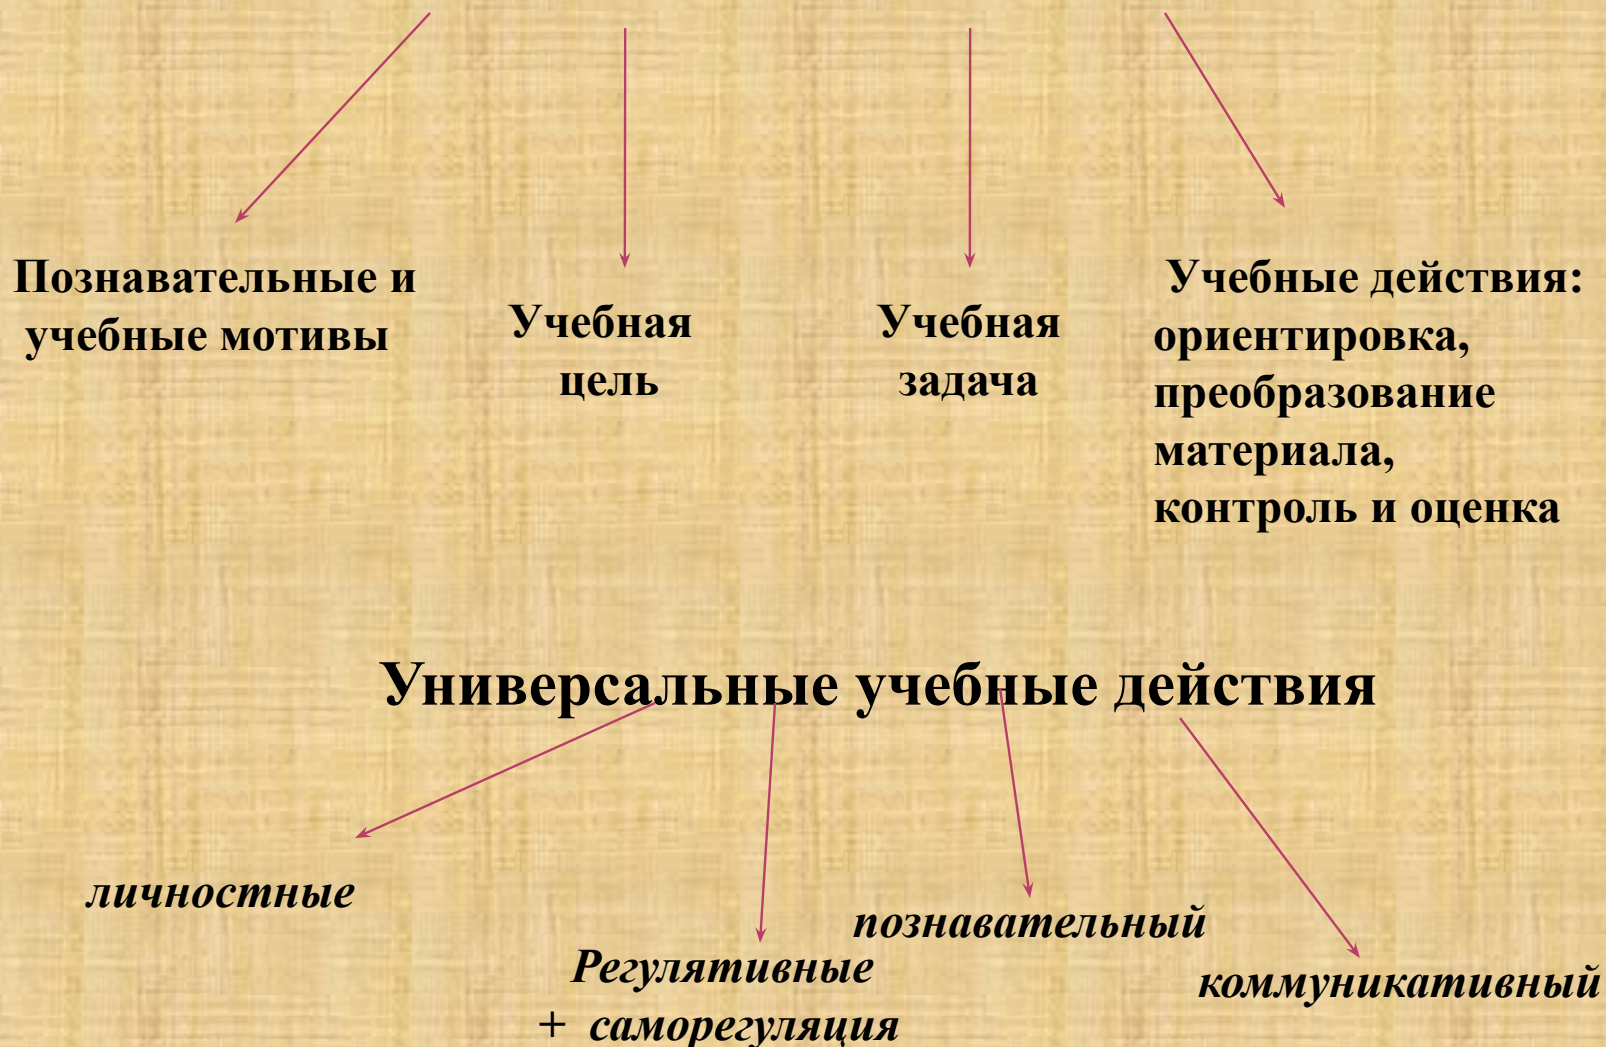 Познавательные и
учебные мотивы
Учебная
цель
Учебная
задача
Учебные действия:
ориентировка,
преобразование
материала,
контроль и оценка
Универсальные учебные действия
личностные
Регулятивные
+ саморегуляция
познавательный
коммуникативный